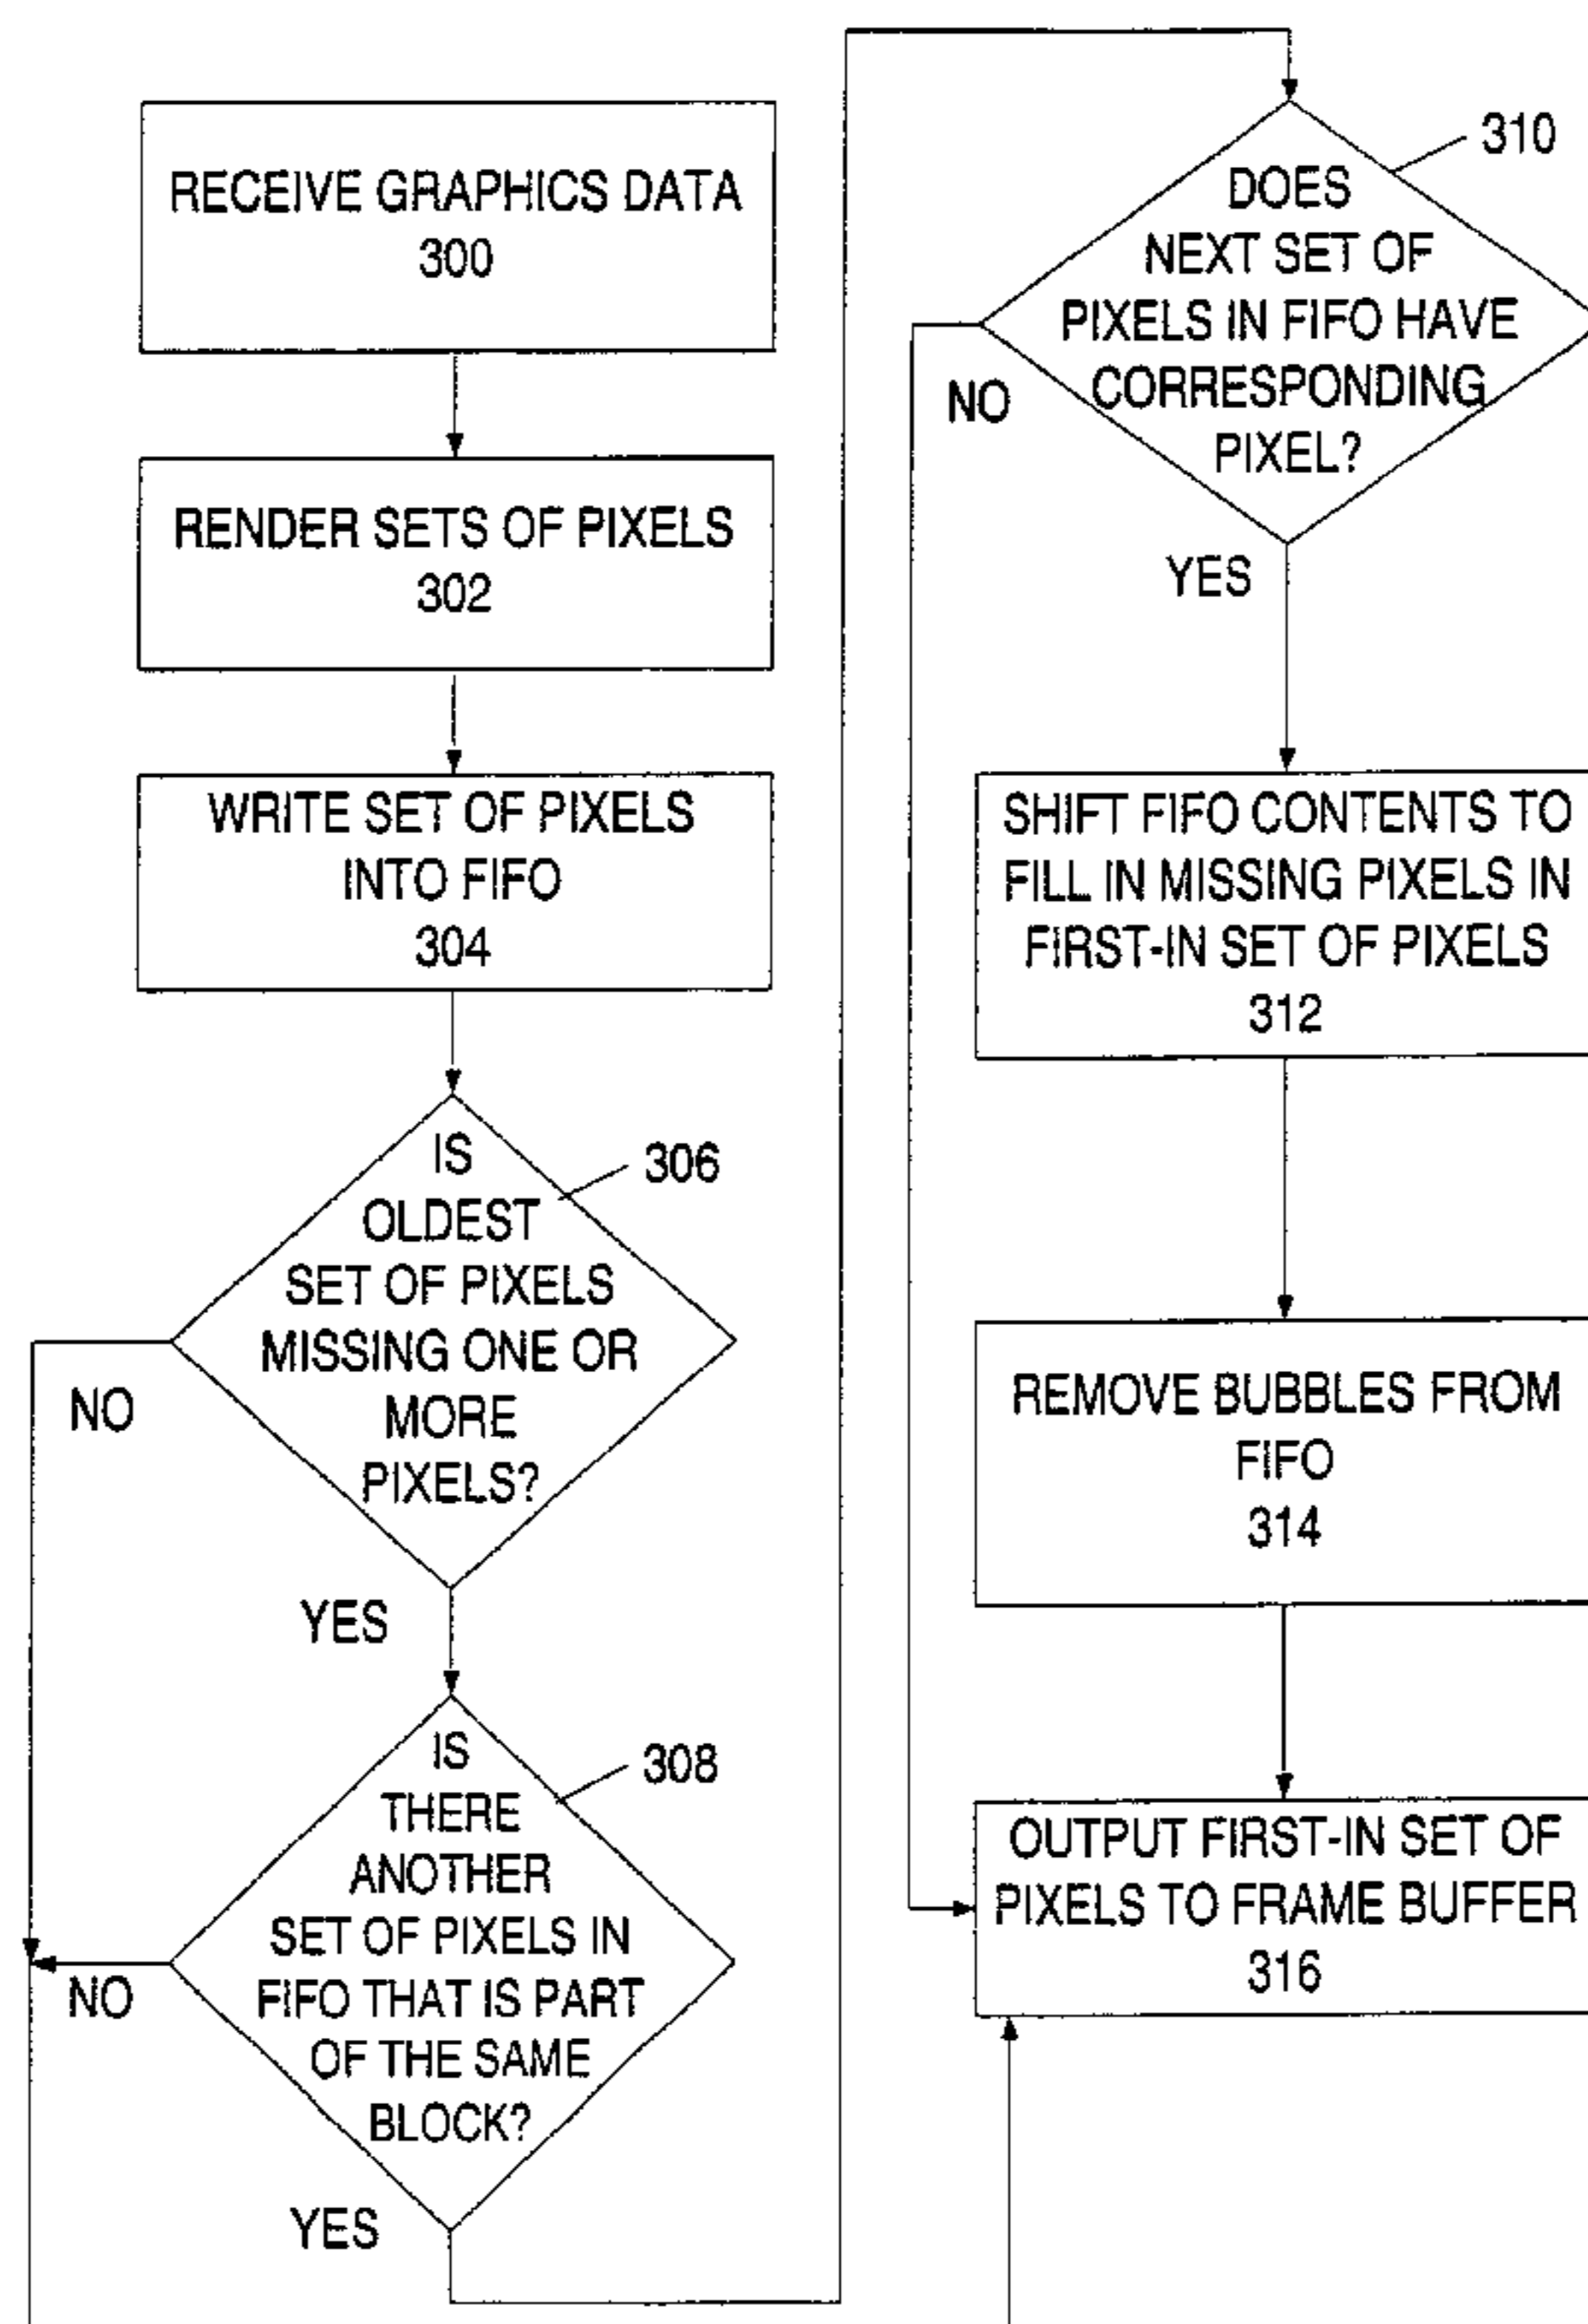 RECEIVE GRAPHICS DATA
300
RENDER SETS OF PIXELS
302
WRITE SET OF PIXELS
INTO FIFO
304
IS
OLDEST
SET OF PIXELS
MISSING ONE OR
MORE
PIXELS?
306
NO
YES
IS
THERE
ANOTHER
SET OF PIXELS IN
FIFO THAT IS PART
OF THE SAME
BLOCK?
308
NO
YES
DOES
NEXT SET OF
PIXELS IN FIFO HAVE
CORRESPONDING
PIXEL?
310
NO
YES
SHIFT FIFO CONTENTS TO
FILL IN MISSING PIXELS IN
FIRST-IN SET OF PIXELS
312
REMOVE BUBBLES FROM
FIFO
314
OUTPUT FIRST-IN SET OF
PIXELS TO FRAME BUFFER
316